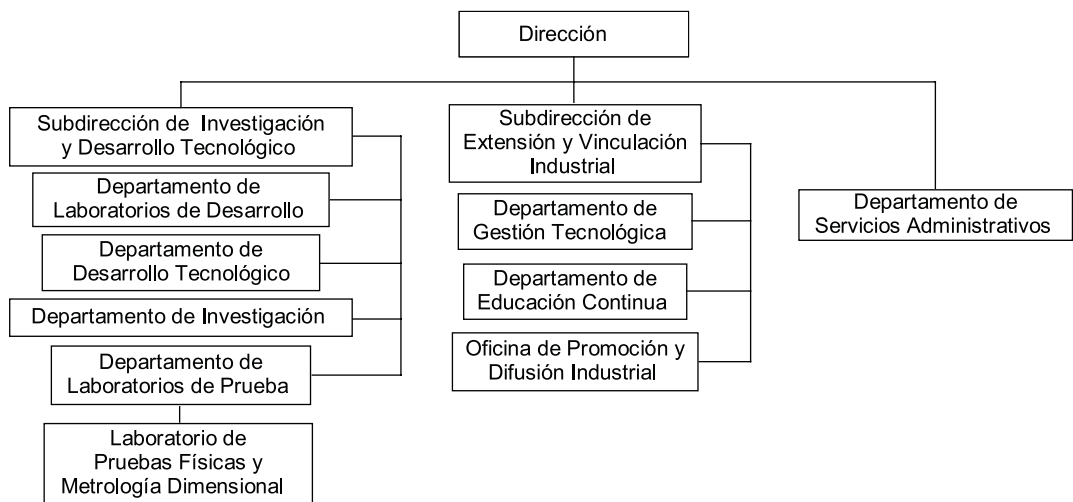 Dirección
Subdirección de Investigación
y Desarrollo Tecnológico
Departamento de
Laboratorios de Desarrollo
Departamento de
Desarrollo Tecnológico
Departamento de Investigación
Departamento de
Laboratorios de Prueba
Laboratorio de
Pruebas Físicas y
Metrología Dimensional
Subdirección de
Extensión y Vinculación
Industrial
Departamento de
Gestión Tecnológica
Departamento de
Educación Continua
Oficina de Promoción y
Difusión Industrial
Departamento de
Servicios Administrativos